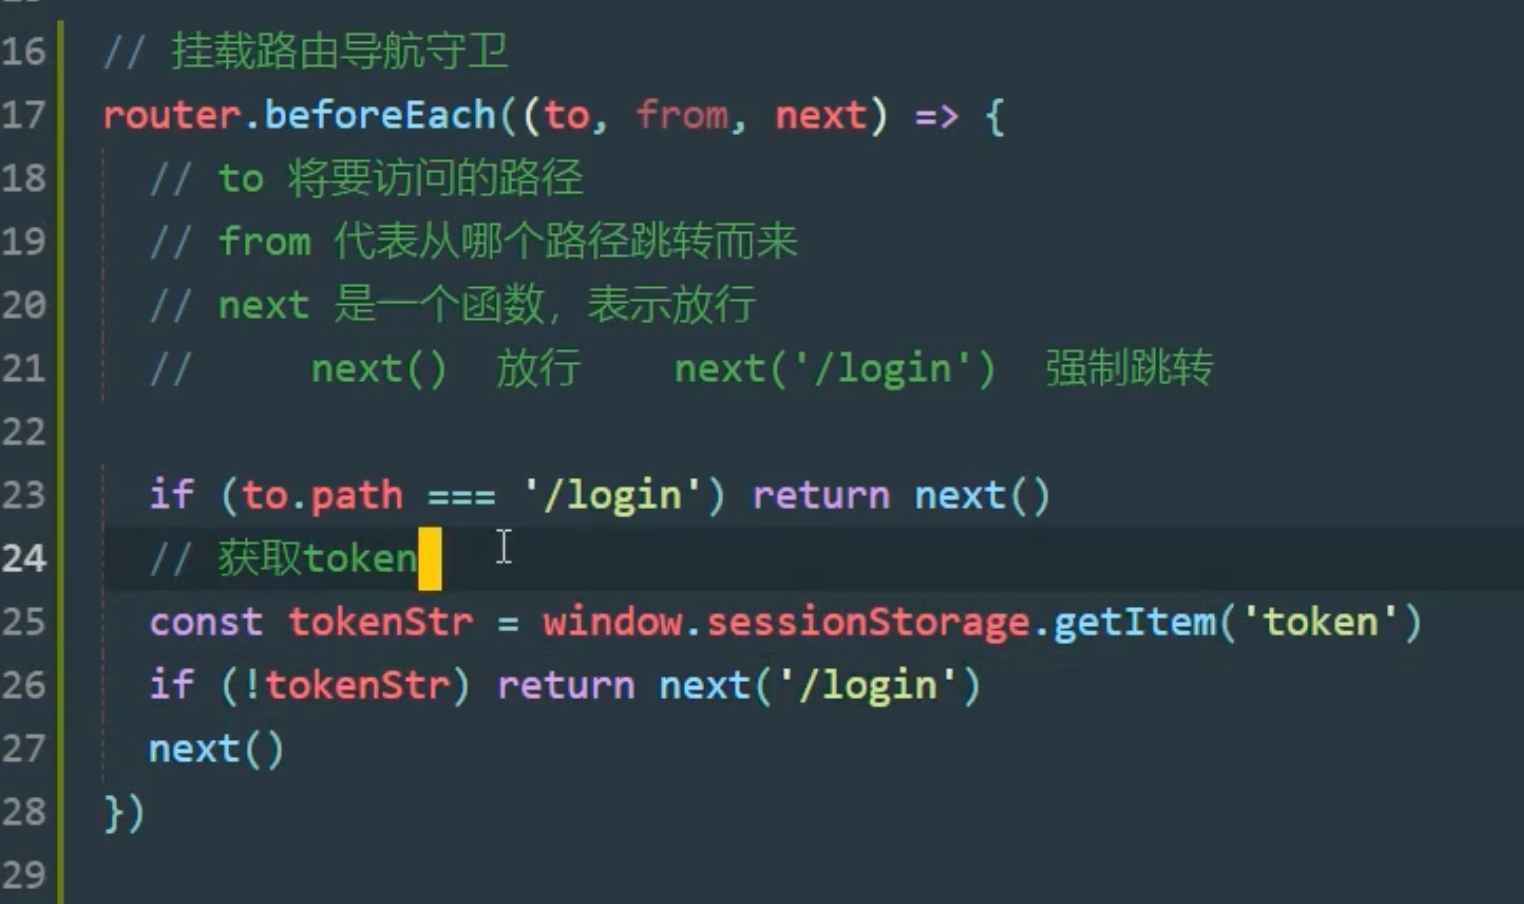 16 // 挂载路由导航守卫
17 router.beforeEach((to, from, next) => {
18 // to 将要访问的路径
19 // from 代表从哪个路径跳转而来
20 // next 是一个函数，表示放行
21 //     next()  放行    next('/login')  强制跳转
22
23 if (to.path === '/login') return next()
24 // 获取token
25 const tokenStr = window.sessionStorage.getItem('token')
26 if (!tokenStr) return next('/login')
27 next()
28 })
29